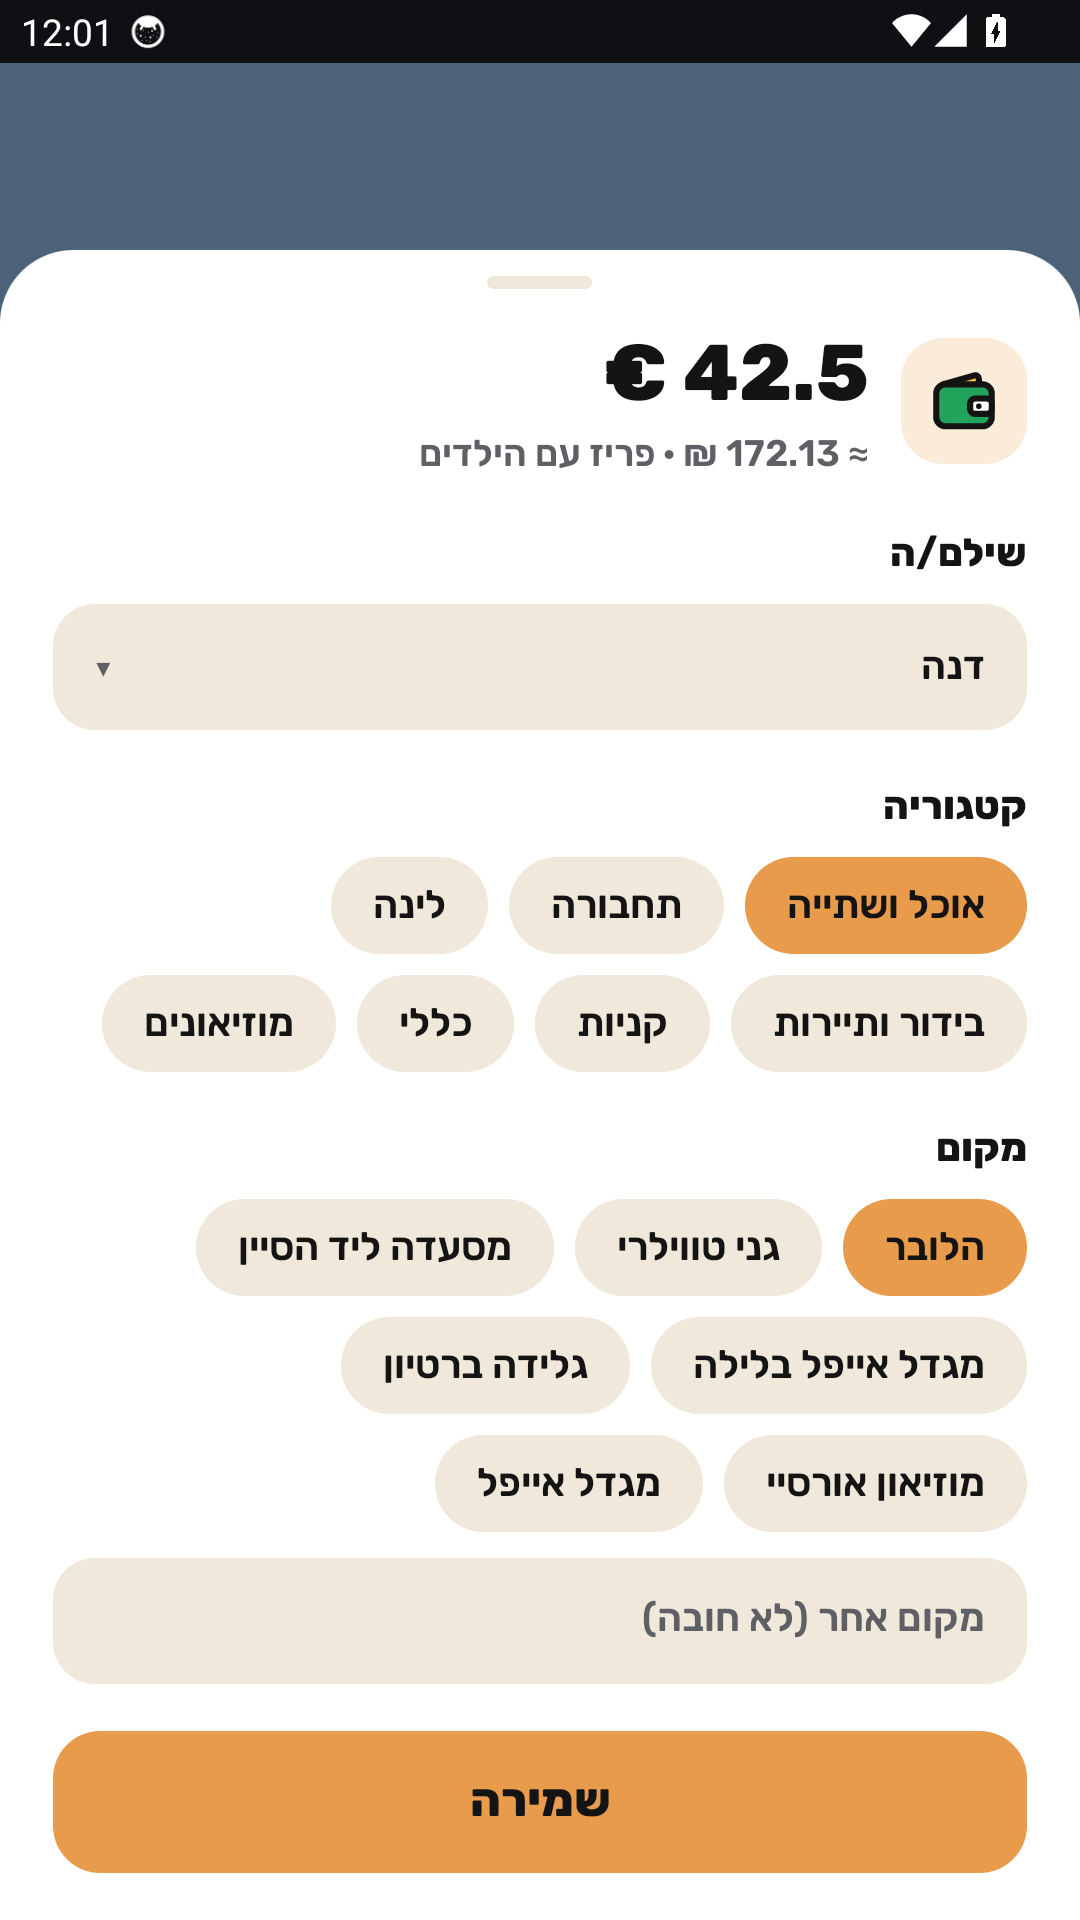 12:01
€ 42.5
≈ 172.13 ₪ • פריז עם הילדים
שילם/ה
דנה
▼
קטגוריה
אוכל ושתייה
תחבורה
לינה
בידור ותיירות
קניות
כללי
מוזיאונים
מקום
הלובר
גני טווילרי
מסעדה ליד הסיין
מגדל אייפל בלילה
גלידה ברטיון
מוזיאון אורסיי
מגדל אייפל
מקום אחר (לא חובה)
שמירה